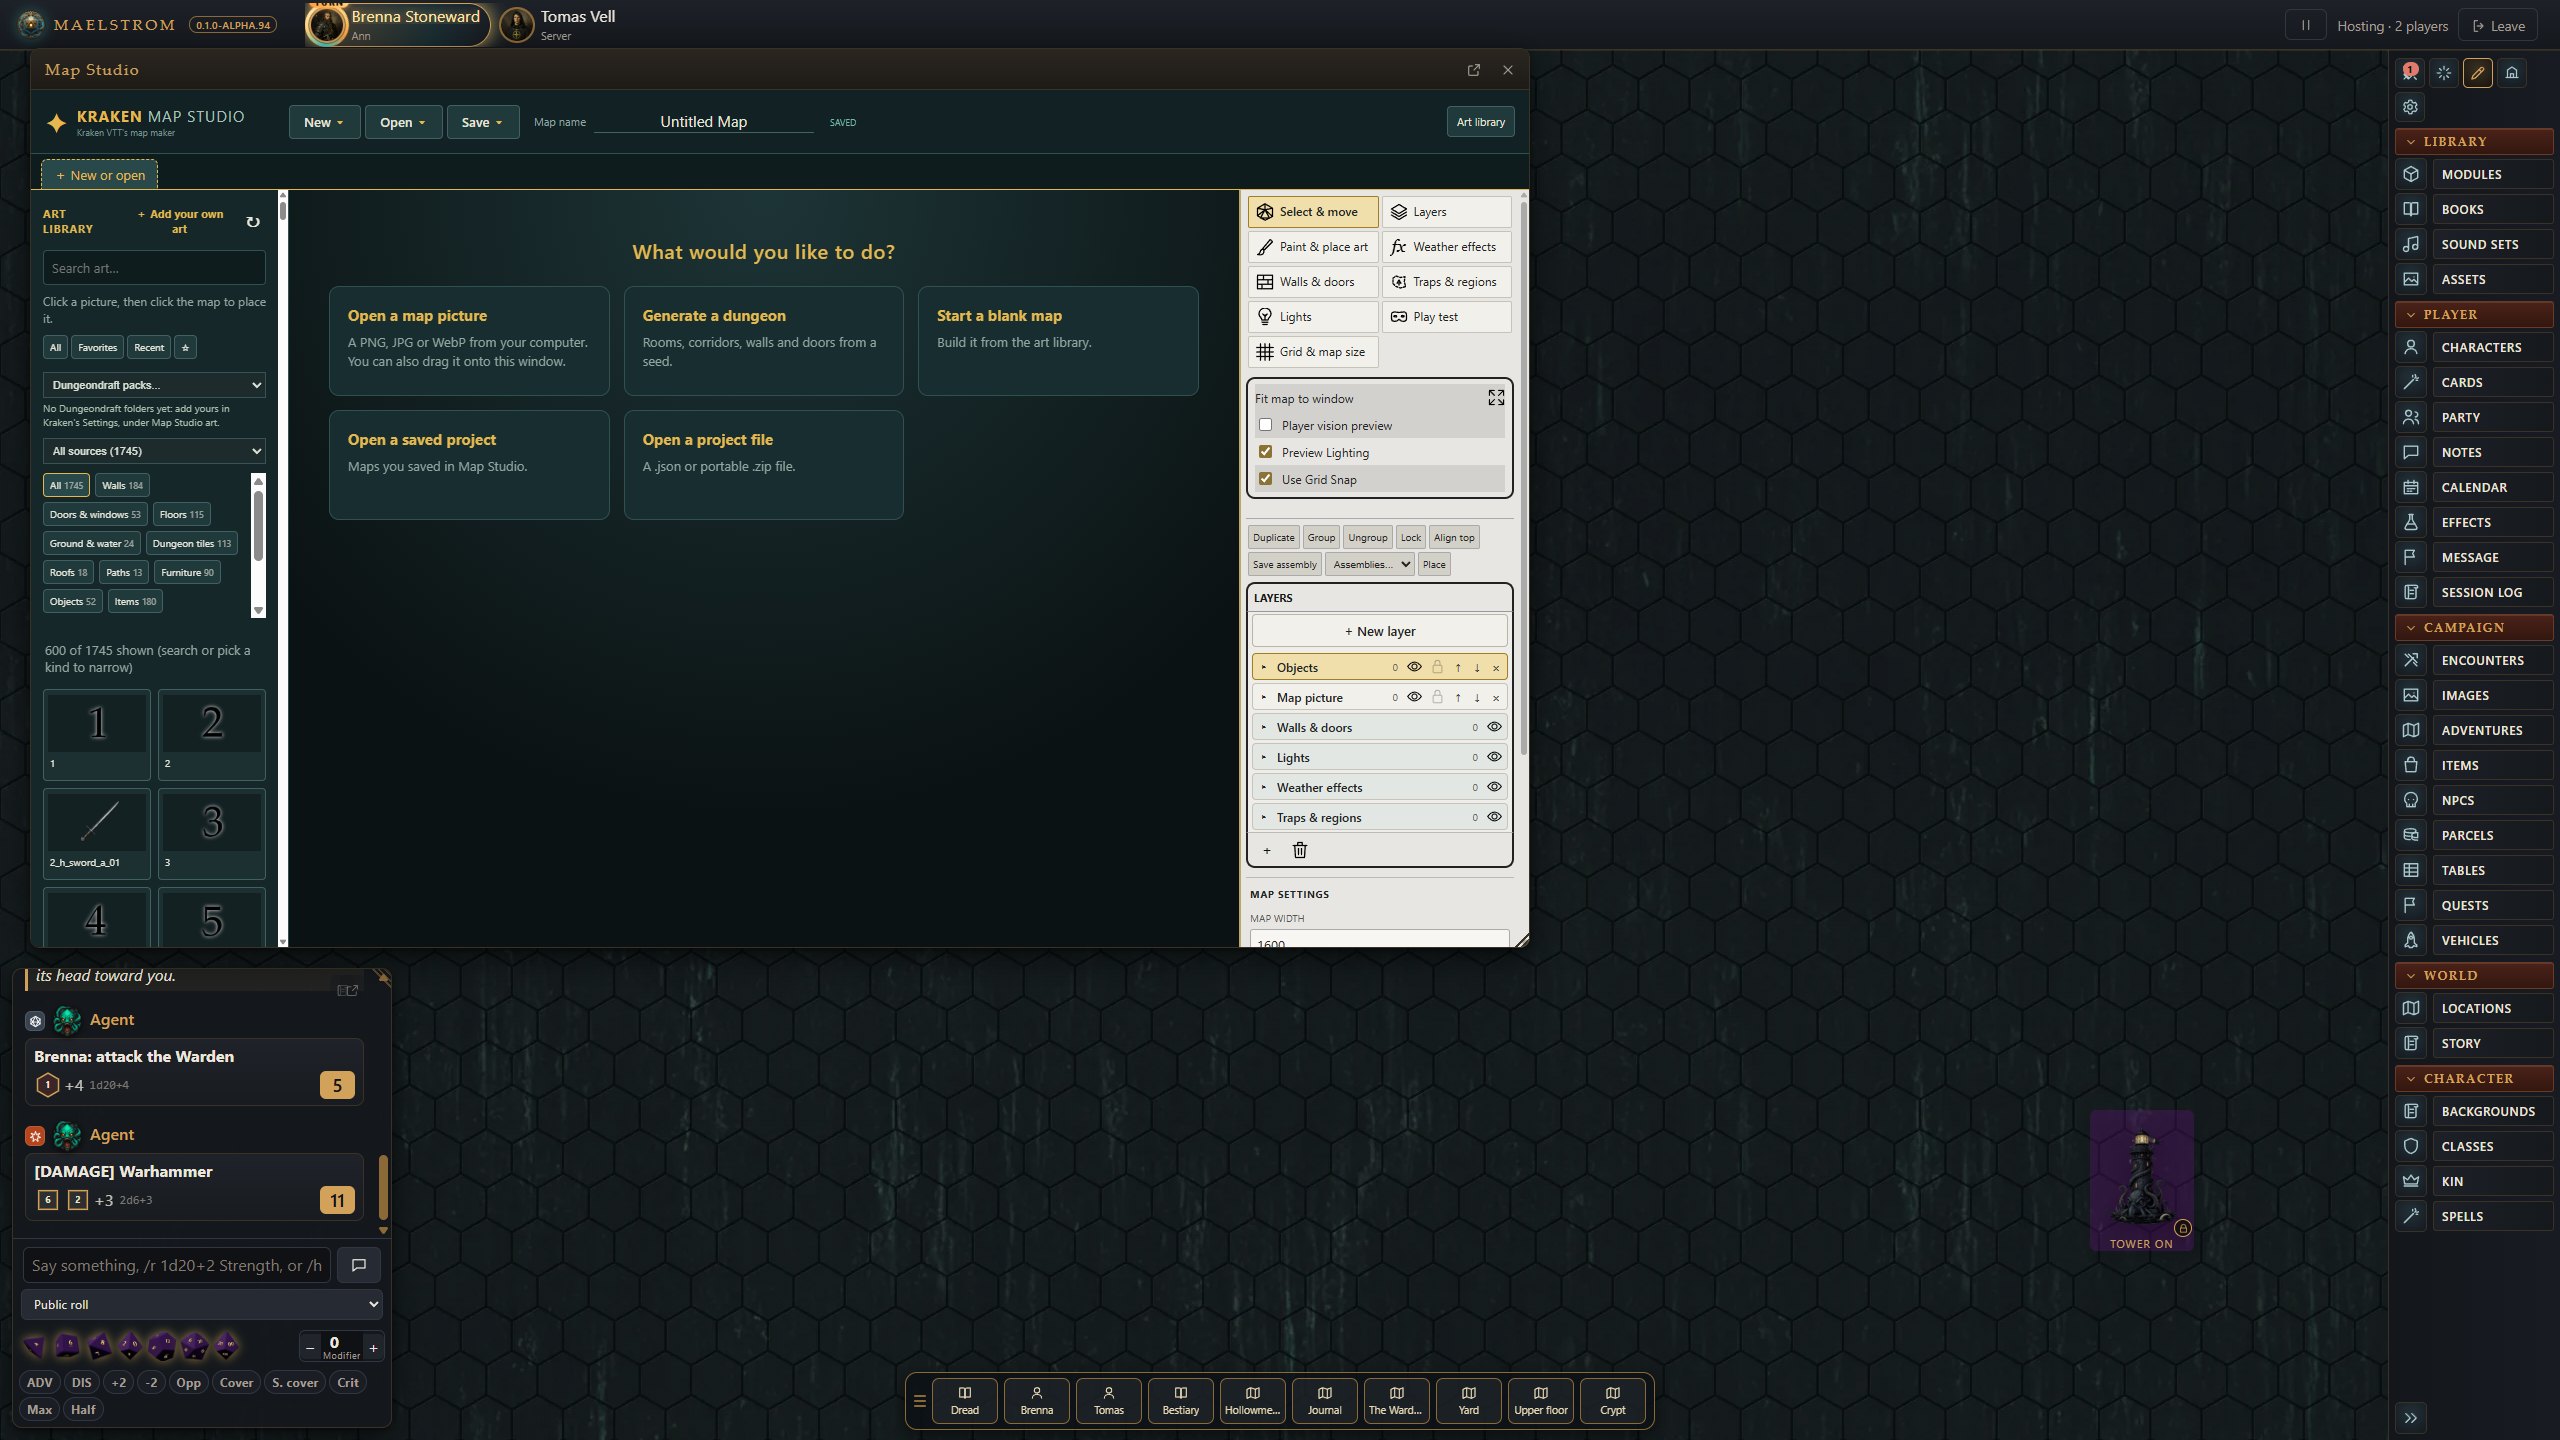 MAELSTROM
0.1.0-ALPHA.94
Brenna Stoneward
Ann
Tomas Vell
Server
Hosting · 2 players
Leave
Map Studio
KRAKEN MAP STUDIO
Kraken VTT's map maker
New
Open
Save
Map name
Untitled Map
SAVED
Art library
+ New or open
ART LIBRARY
+ Add your own art
Search art...
Click a picture, then click the map to place it.
All
Favorites
Recent
Dungeondraft packs...
No Dungeondraft folders yet: add yours in
Kraken's Settings, under Map Studio art.
All sources (1745)
All 1745
Walls 184
Doors & windows 53
Floors 115
Ground & water 24
Dungeon tiles 113
Roofs 18
Paths 13
Furniture 90
Objects 52
Items 180
600 of 1745 shown (search or pick a
kind to narrow)
1
2
1
2
3
2_h_sword_a_01
3
4
5
What would you like to do?
Open a map picture
A PNG, JPG or WebP from your computer.
You can also drag it onto this window.
Generate a dungeon
Rooms, corridors, walls and doors from a
seed.
Start a blank map
Build it from the art library.
Open a saved project
Maps you saved in Map Studio.
Open a project file
A .json or portable .zip file.
Select & move
Layers
Paint & place art
fx Weather effects
Walls & doors
Traps & regions
Lights
Play test
Grid & map size
Fit map to window
Player vision preview
Preview Lighting
Use Grid Snap
Duplicate
Group
Ungroup
Lock
Align top
Save assembly
Assemblies...
Place
LAYERS
+ New layer
Objects 0
Map picture 0
Walls & doors 0
Lights 0
Weather effects 0
Traps & regions 0
MAP SETTINGS
MAP WIDTH
1600
1
LIBRARY
MODULES
BOOKS
SOUND SETS
ASSETS
PLAYER
CHARACTERS
CARDS
PARTY
NOTES
CALENDAR
EFFECTS
MESSAGE
SESSION LOG
CAMPAIGN
ENCOUNTERS
IMAGES
ADVENTURES
ITEMS
NPCS
PARCELS
TABLES
QUESTS
VEHICLES
WORLD
LOCATIONS
STORY
CHARACTER
BACKGROUNDS
CLASSES
KIN
SPELLS
its head toward you.
Agent
Brenna: attack the Warden
1 +4 1d20+4
5
Agent
[DAMAGE] Warhammer
6 2 +3 2d6+3
11
Say something, /r 1d20+2 Strength, or /h
Public roll
0
Modifier
ADV
DIS
+2
-2
Opp
Cover
S. cover
Crit
Max
Half
TOWER ON
Dread
Brenna
Tomas
Bestiary
Hollowme...
Journal
The Ward...
Yard
Upper floor
Crypt